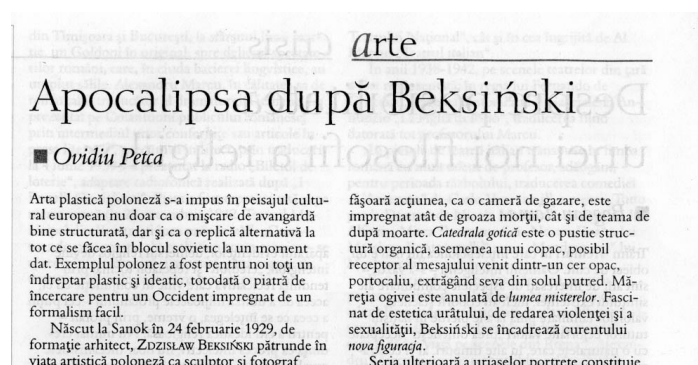 arte
Apocalipsa după Beksiński
Ovidiu Petca
Arta plastică poloneză s-a impus în peisajul cultu-
ral european nu doar ca o mişcare de avangardă
bine structurată, dar şi ca o replică alternativă la
tot ce se făcea în blocul sovietic la un moment
dat. Exemplul polonez a fost pentru noi toţi un
îndreptar plastic şi ideatic, totodată o piatră de
încercare pentru un Occident impregnat de un
formalism facil.
Născut la Sanok în 24 februarie 1929, de
formaţie arhitect, ZDZISŁAW BEKSIŃSKI pătrunde în
viaţa artistică poloneză ca sculptor şi fotograf
făşoară acţiunea, ca o cameră de gazare, este
impregnat atât de groaza morţii, cât şi de teama de
după moarte. Catedrala gotică este o pustie struc-
tură organică, asemenea unui copac, posibil
receptor al mesajului venit dintr-un cer opac,
portocaliu, extrăgând seva din solul putred. Mă-
reţia ogivei este anulată de lumea misterelor. Fasci-
nat de estetica urâtului, de redarea violenţei şi a
sexualităţii, Beksiński se încadrează curentului
nova figuracja.
Seria ulterioară a uriaşelor portrete constituie